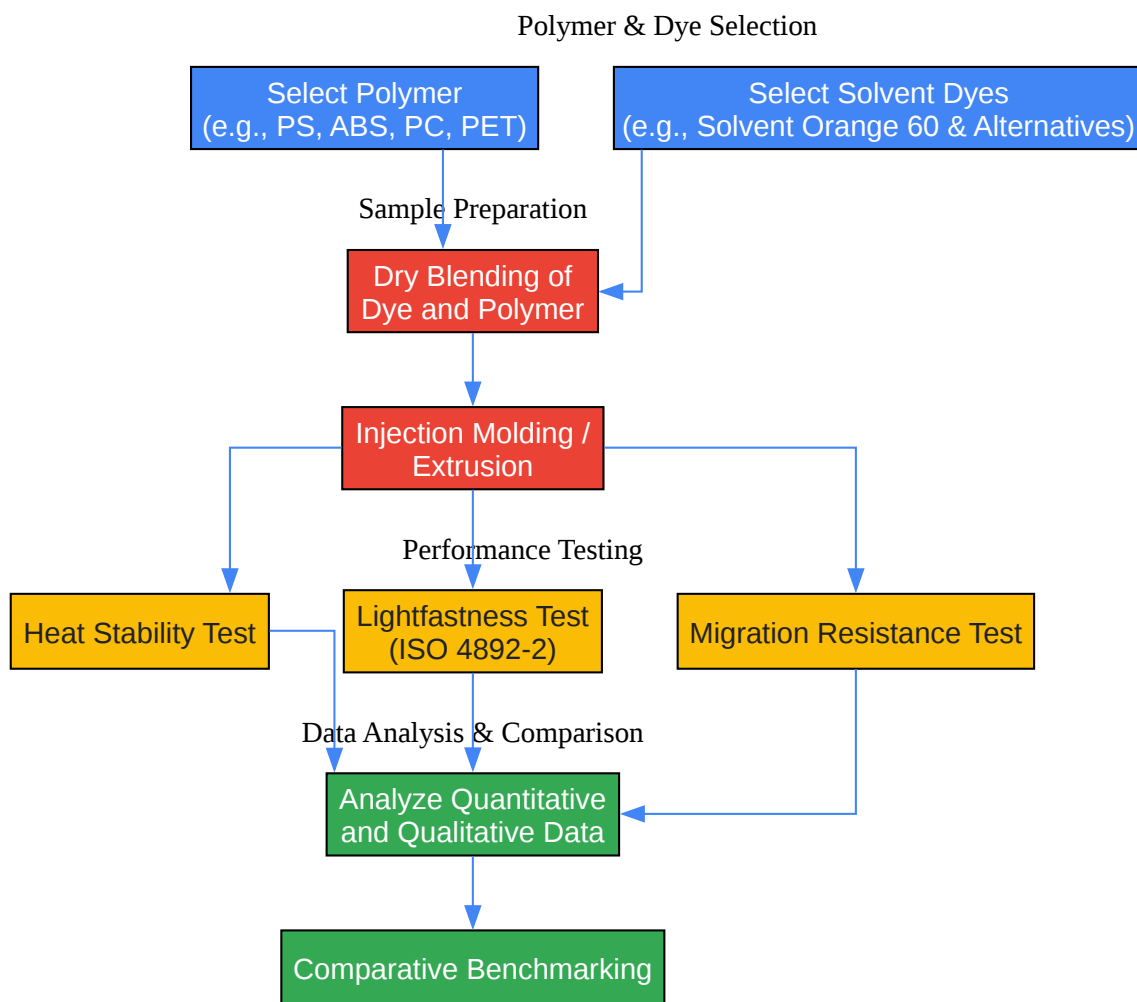 Polymer & Dye Selection
Select Polymer
(e.g., PS, ABS, PC, PET)
Select Solvent Dyes
(e.g., Solvent Orange 60 & Alternatives)
Sample Preparation
Dry Blending of
Dye and Polymer
Injection Molding /
Extrusion
Performance Testing
Heat Stability Test
Lightfastness Test
(ISO 4892-2)
Migration Resistance Test
Data Analysis & Comparison
Analyze Quantitative
and Qualitative Data
Comparative Benchmarking